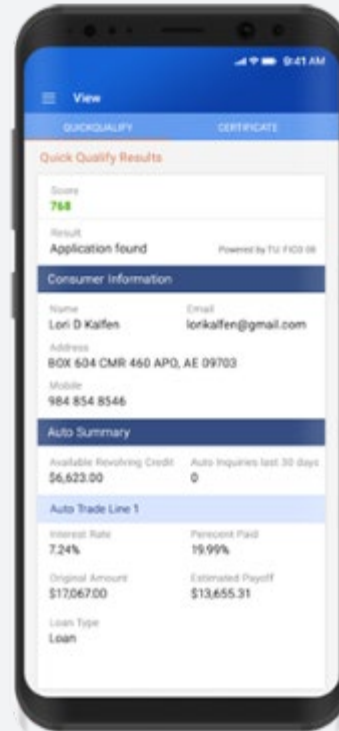 9:41 AM
View
QUICKQUALIFY CERTIFICATE
Quick Qualify Results
Score
768
Result
Application found Powered by TU FICO 08
Consumer Information
Name Email
Lori D Kalfen lorikalfen@gmail.com
Address
BOX 604 CMR 460 APO, AE 09703
Mobile
984 854 8546
Auto Summary
Available Revolving Credit Auto Inquiries last 30 days
$6,623.00 0
Auto Trade Line 1
Interest Rate Perecent Paid
7.24% 19.99%
Original Amount Estimated Payoff
$17,067.00 $13,655.31
Loan Type
Loan